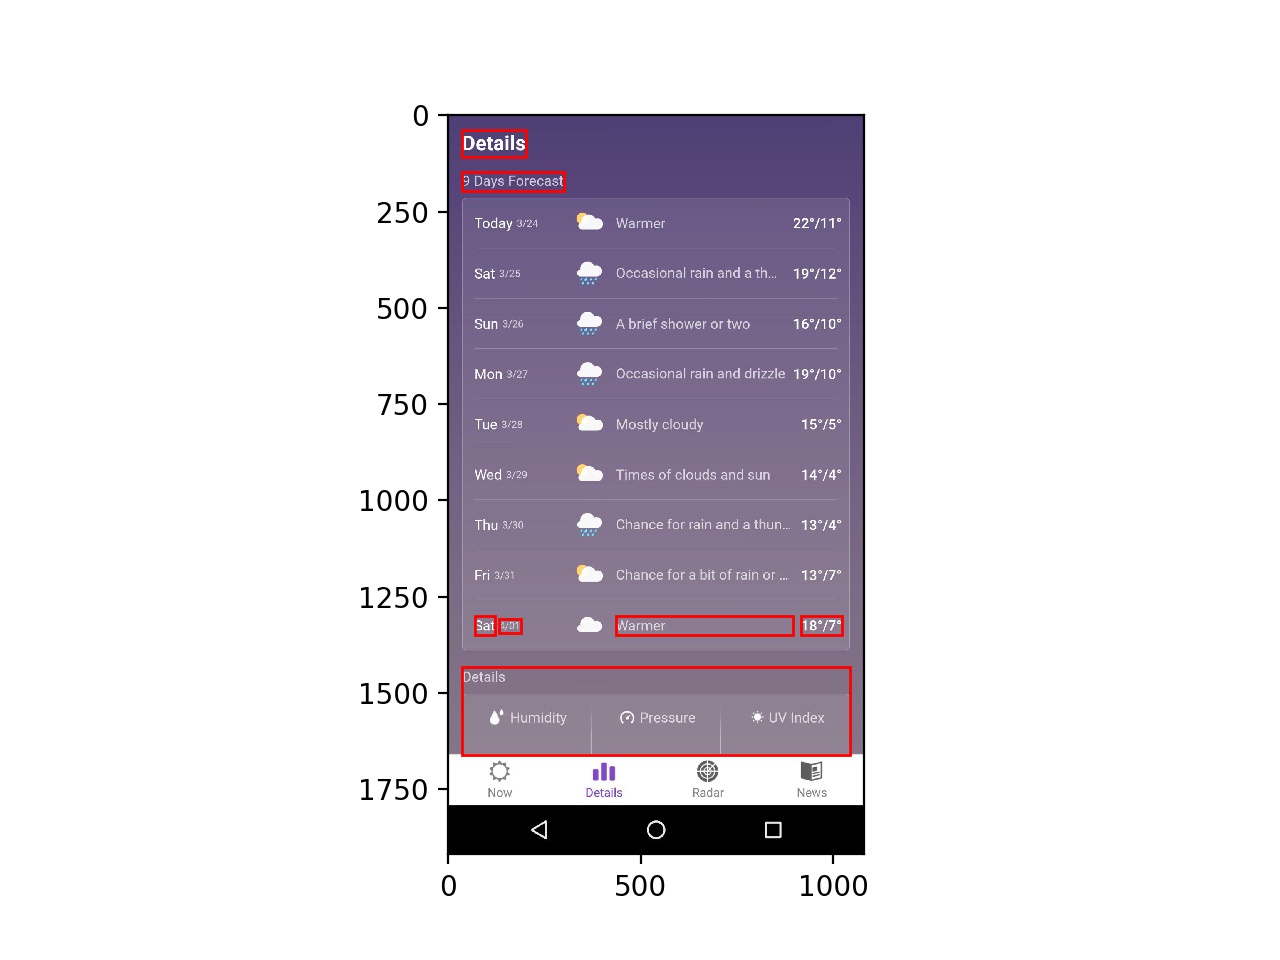 0
Details
9 Days Forecast
250
Today 3/24 Warmer 22°/11°
Sat 3/25 Occasional rain and a th... 19°/12°
500
Sun 3/26 A brief shower or two 16°/10°
Mon 3/27 Occasional rain and drizzle 19°/10°
750
Tue 3/28 Mostly cloudy 15°/5°
Wed 3/29 Times of clouds and sun 14°/4°
1000
Thu 3/30 Chance for rain and a thun... 13°/4°
Fri 3/31 Chance for a bit of rain or ... 13°/7°
1250
Sat 4/01 Warmer 18°/7°
Details
1500
Humidity Pressure UV Index
1750
Now Details Radar News
0 500 1000